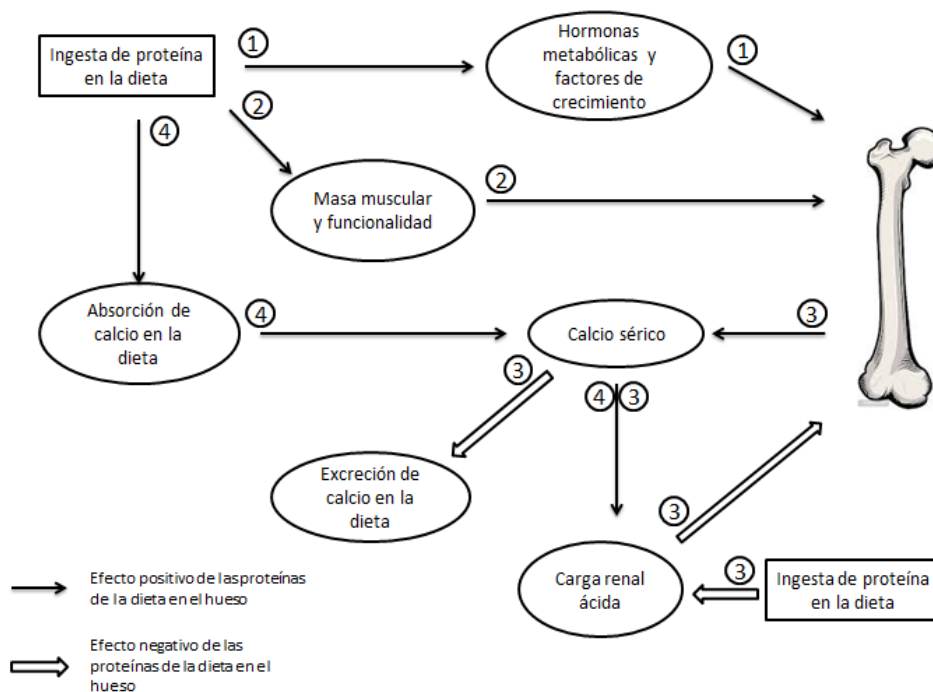 Ingesta de proteína
en la dieta
1
Hormonas
metabólicas y
factores de
crecimiento
1
4
2
Masa muscular
y funcionalidad
2
Absorción de
calcio en la
dieta
4
Calcio sérico
3
3
4 3
Excreción de
calcio en la
dieta
3
Carga renal
ácida
3
Ingesta de proteína
en la dieta
Efecto positivo de lasproteínas
de la dieta en el hueso
Efecto negativo de las
proteínas de la dieta en el
hueso